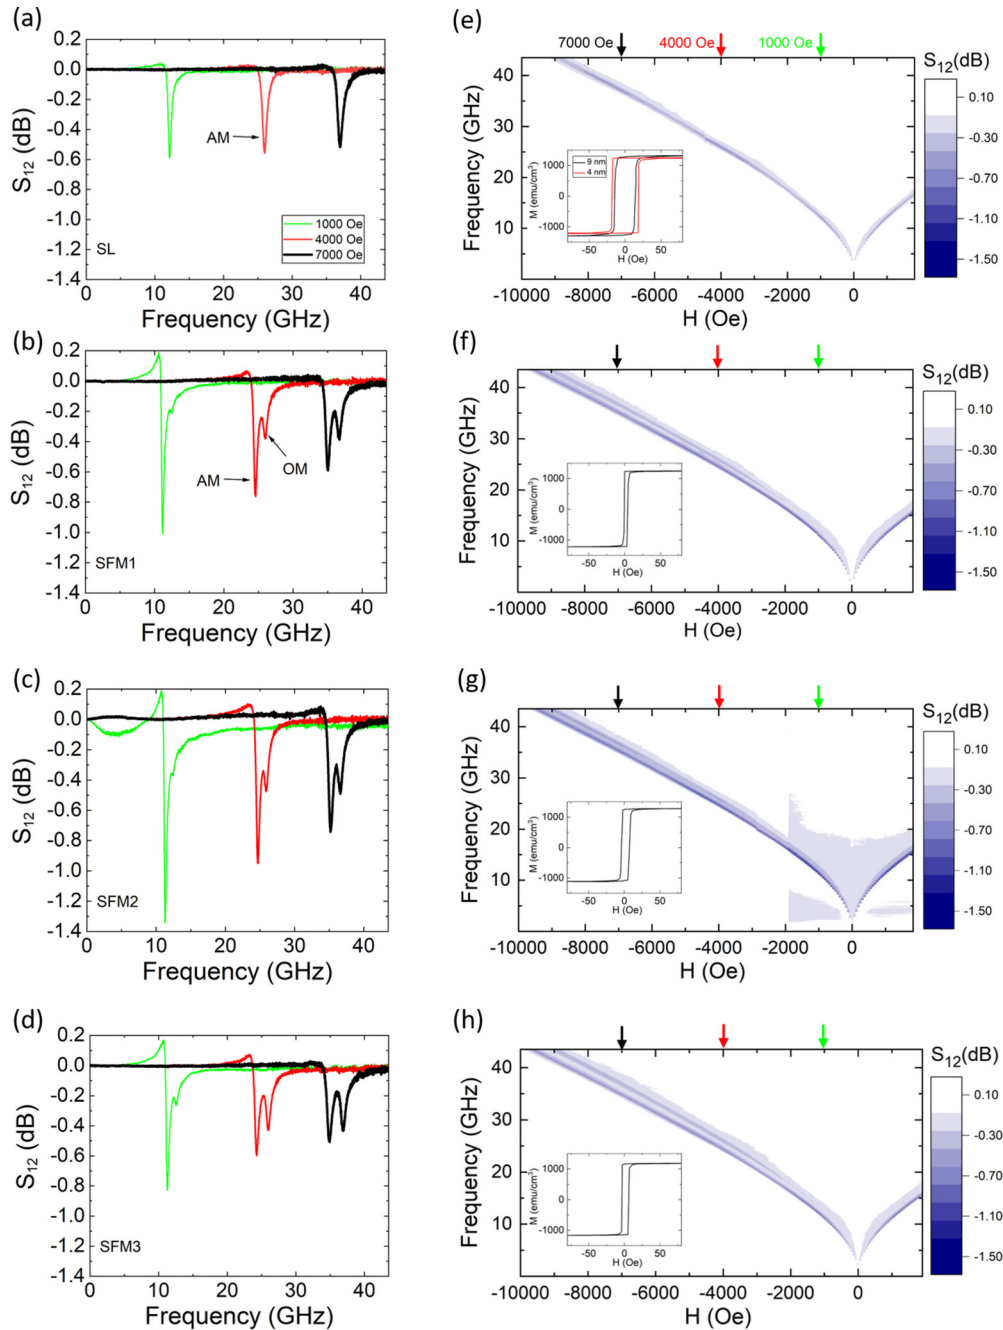 (a)
0.2
0.0
-0.2
-0.4
-0.6
-0.8
-1.0
-1.2
-1.4
S12 (dB)
AM
1000 Oe
4000 Oe
7000 Oe
SL
0 10 20 30 40
Frequency (GHz)
(e)
7000 Oe 4000 Oe 1000 Oe
40
30
20
10
Frequency (GHz)
9 nm
4 nm
1000
0
-1000
M (emu/cm3)
-50 0 50
H (Oe)
-10000 -8000 -6000 -4000 -2000 0
H (Oe)
S12(dB)
0.10
-0.30
-0.70
-1.10
-1.50
(b)
0.2
0.0
-0.2
-0.4
-0.6
-0.8
-1.0
-1.2
-1.4
S12 (dB)
AM
OM
SFM1
0 10 20 30 40
Frequency (GHz)
(f)
40
30
20
10
Frequency (GHz)
1000
0
-1000
M (emu/cm3)
-50 0 50
H (Oe)
-10000 -8000 -6000 -4000 -2000 0
H (Oe)
S12(dB)
0.10
-0.30
-0.70
-1.10
-1.50
(c)
0.2
0.0
-0.2
-0.4
-0.6
-0.8
-1.0
-1.2
-1.4
S12 (dB)
SFM2
0 10 20 30 40
Frequency (GHz)
(g)
40
30
20
10
Frequency (GHz)
1000
0
-1000
M (emu/cm3)
-50 0 50
H (Oe)
-10000 -8000 -6000 -4000 -2000 0
H (Oe)
S12(dB)
0.10
-0.30
-0.70
-1.10
-1.50
(d)
0.2
0.0
-0.2
-0.4
-0.6
-0.8
-1.0
-1.2
-1.4
S12 (dB)
SFM3
0 10 20 30 40
Frequency (GHz)
(h)
40
30
20
10
Frequency (GHz)
1000
0
-1000
M (emu/cm3)
-50 0 50
H (Oe)
-10000 -8000 -6000 -4000 -2000 0
H (Oe)
S12(dB)
0.10
-0.30
-0.70
-1.10
-1.50